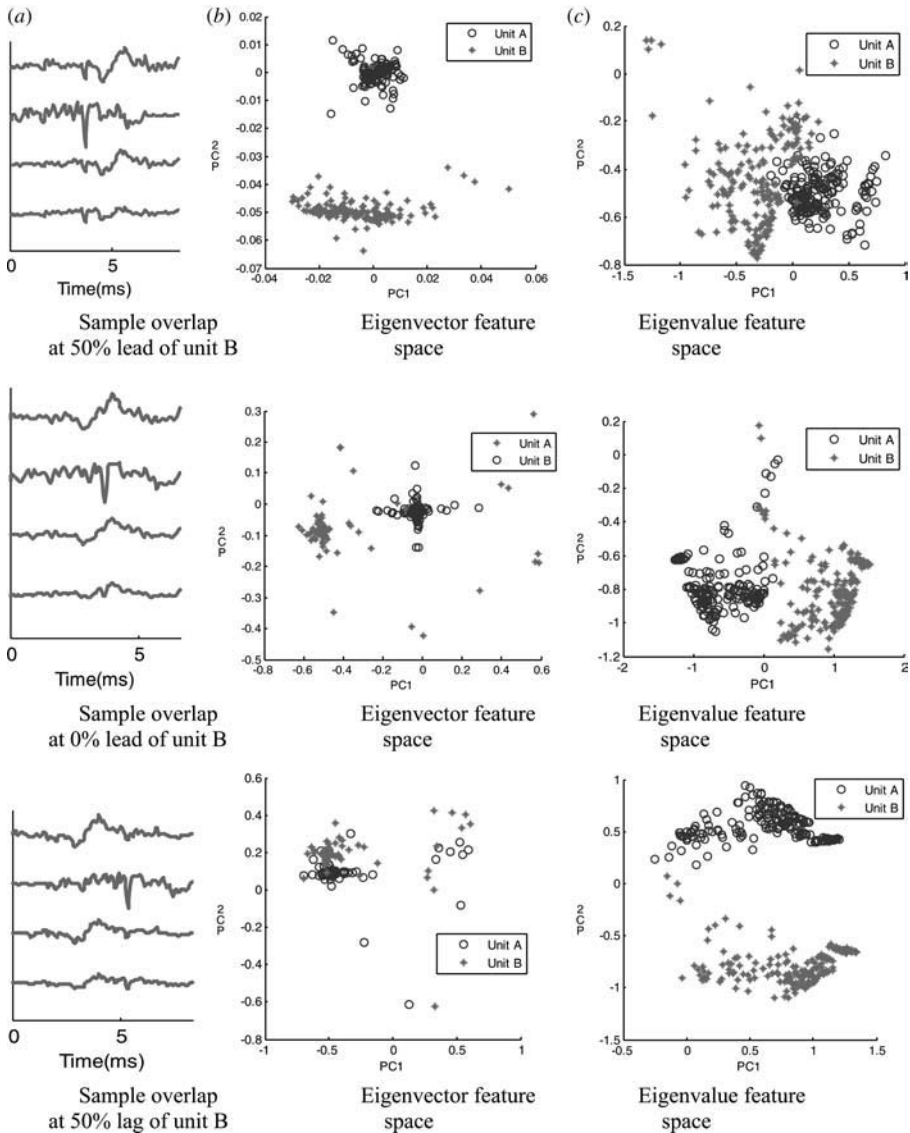 (a) (b) (c)
0 5
Time(ms)
Sample overlap
at 50% lead of unit B
0.02
0.01
0
-0.01
-0.02
-0.03
-0.04
-0.05
-0.06
-0.07
PC2
-0.04 -0.02 0 0.02 0.04 0.06
PC1
Unit A
Unit B
Eigenvector feature
space
0.2
0
-0.2
-0.4
-0.6
-0.8
PC2
-1.5 -1 -0.5 0 0.5 1
PC1
Unit A
Unit B
Eigenvalue feature
space
0 5
Time(ms)
Sample overlap
at 0% lead of unit B
0.3
0.2
0.1
0
-0.1
-0.2
-0.3
-0.4
-0.5
PC2
-0.8 -0.6 -0.4 -0.2 0 0.2 0.4 0.6
PC1
Unit A
Unit B
Eigenvector feature
space
0.2
0
-0.2
-0.4
-0.6
-0.8
-1
-1.2
PC2
-2 -1 0 1 2
PC1
Unit A
Unit B
Eigenvalue feature
space
0 5
Time(ms)
Sample overlap
at 50% lag of unit B
0.6
0.4
0.2
0
-0.2
-0.4
-0.6
-0.8
PC2
-1 -0.5 0 0.5 1
PC1
Unit A
Unit B
Eigenvector feature
space
1
0.5
0
-0.5
-1
-1.5
PC2
-0.5 0 0.5 1 1.5
PC1
Unit A
Unit B
Eigenvalue feature
space